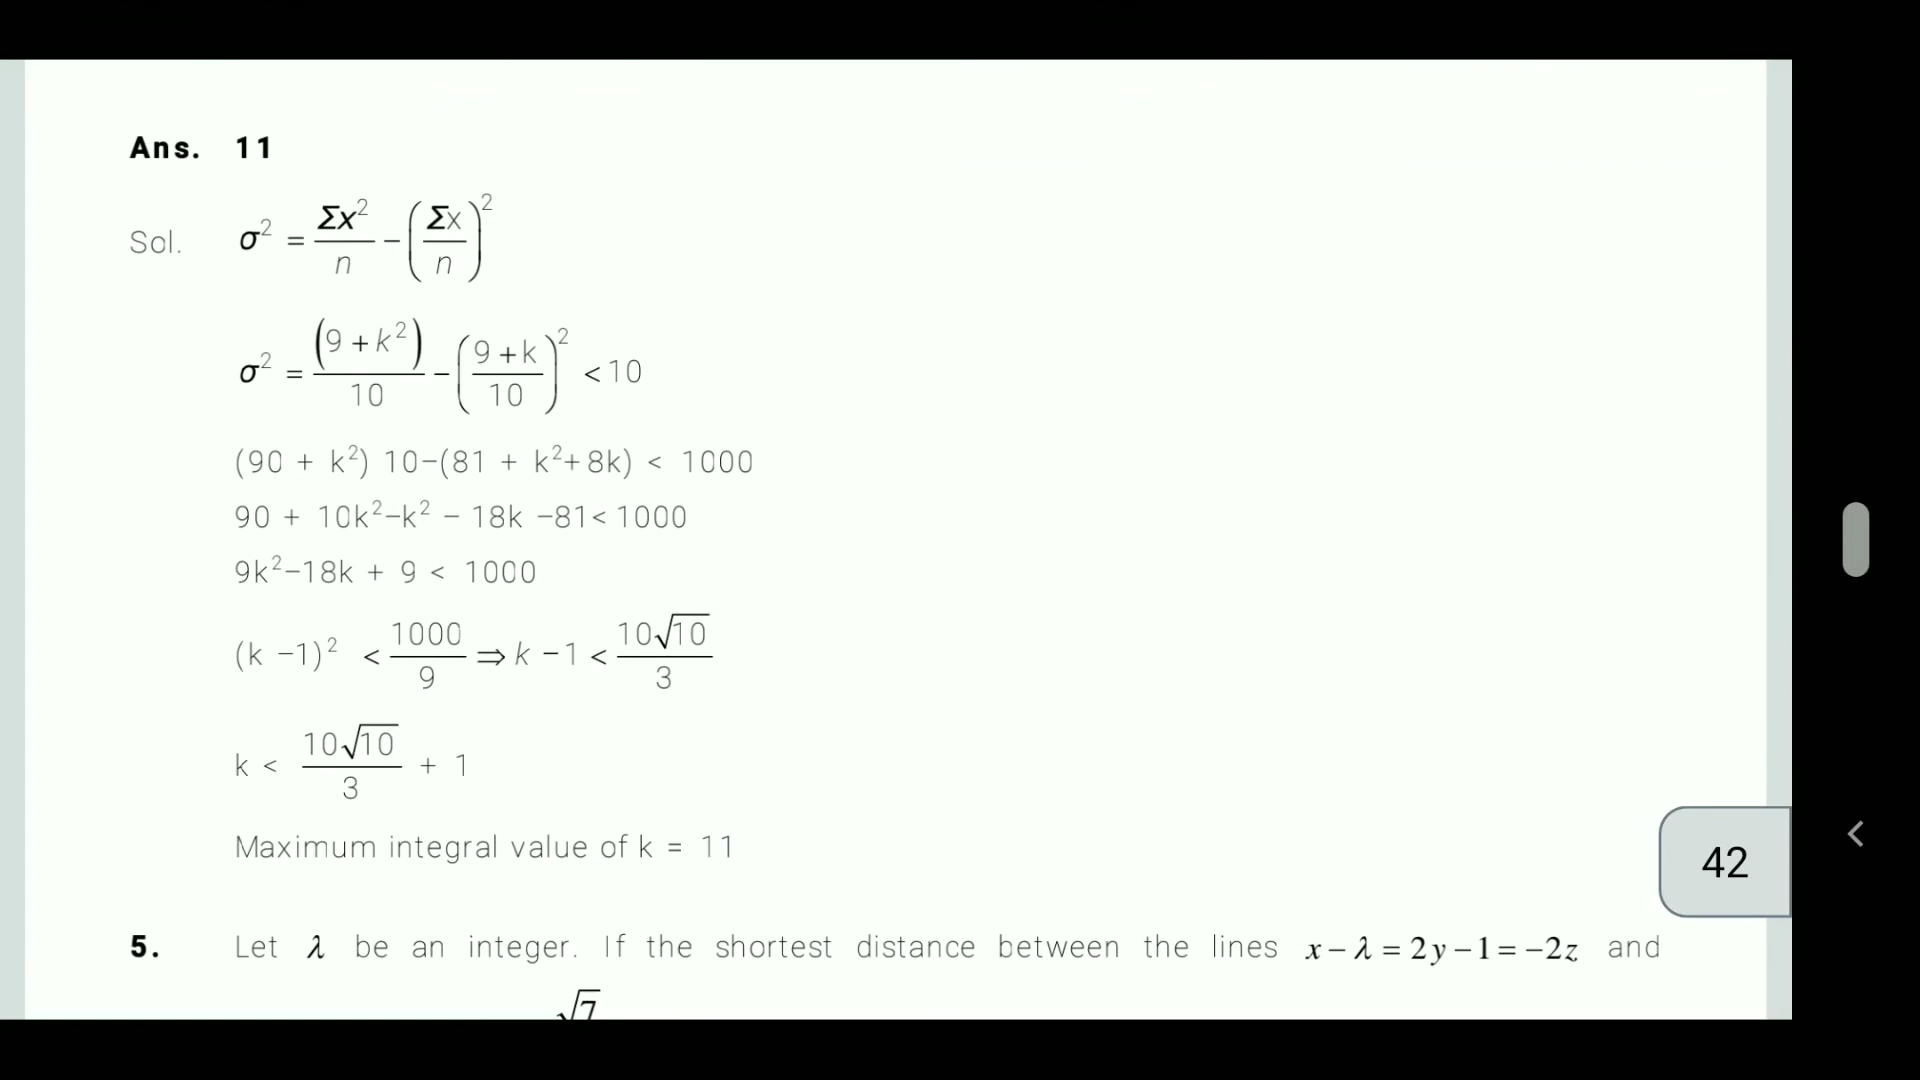 Ans. 11
Sol. σ² = Σx²/n − (Σx/n)²
σ² = (9 + k²)/10 − ((9 + k)/10)² < 10
(90 + k²) 10−(81 + k²+8k) < 1000
90 + 10k²−k² − 18k −81< 1000
9k²−18k + 9 < 1000
(k −1)² < 1000/9 ⇒ k −1 < 10√10/3
k < 10√10/3 + 1
Maximum integral value of k = 11
42
5. Let λ be an integer. If the shortest distance between the lines x − λ = 2y − 1 = −2z and
√7